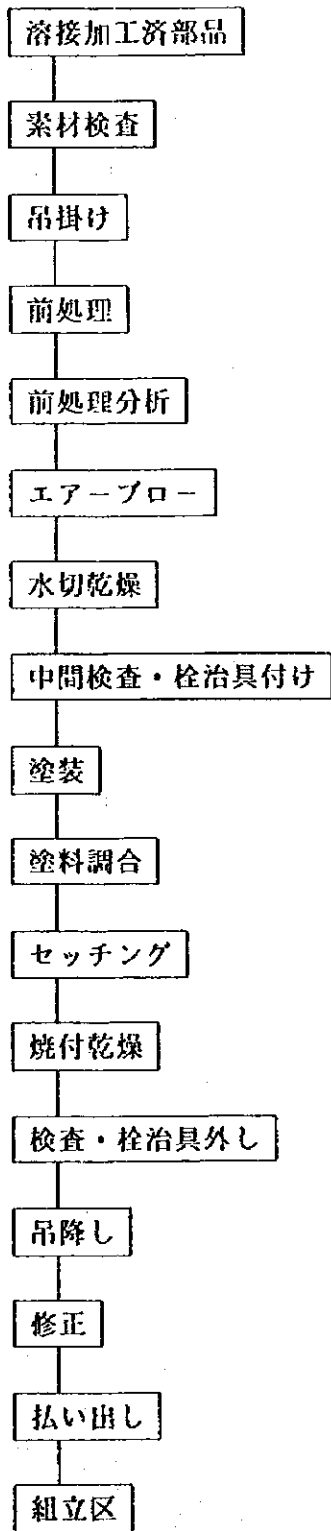 溶接加工済部品
素材検査
吊掛け
前処理
前処理分析
エアーブロー
水切乾燥
中間検査・栓治具付け
塗装
塗料調合
セッチング
焼付乾燥
検査・栓治具外し
吊降し
修正
払い出し
組立区